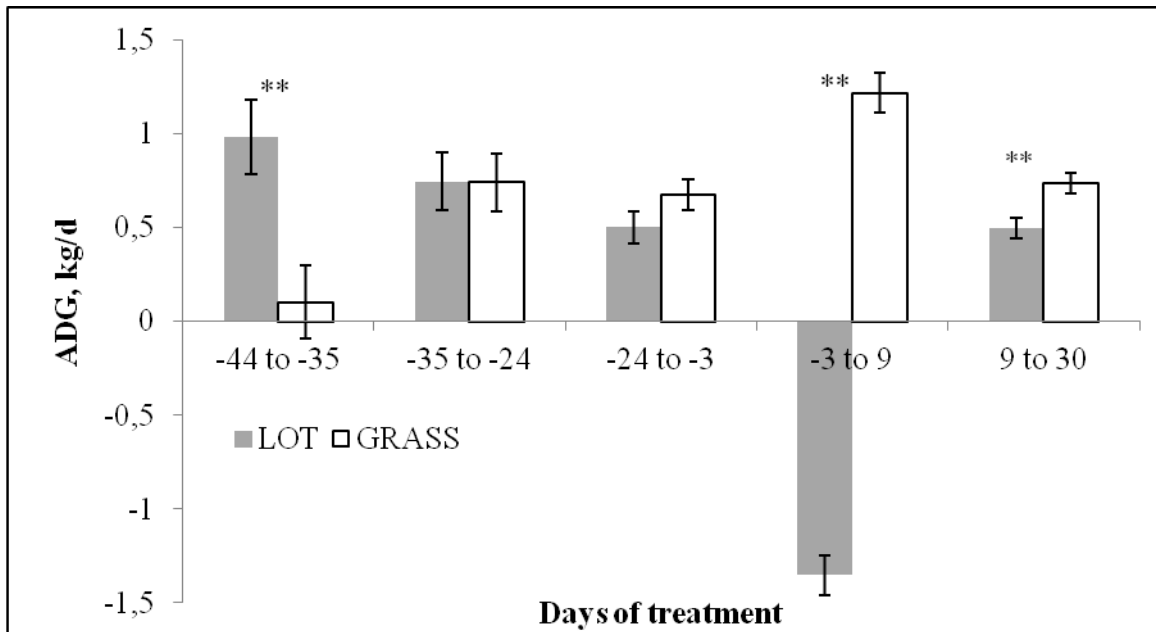 1,5
**
**
1
**
0,5
ADG, kg/d
0
-44 to -35
-35 to -24
-24 to -3
-3 to 9
9 to 30
-0,5
LOT
GRASS
-1
-1,5
Days of treatment